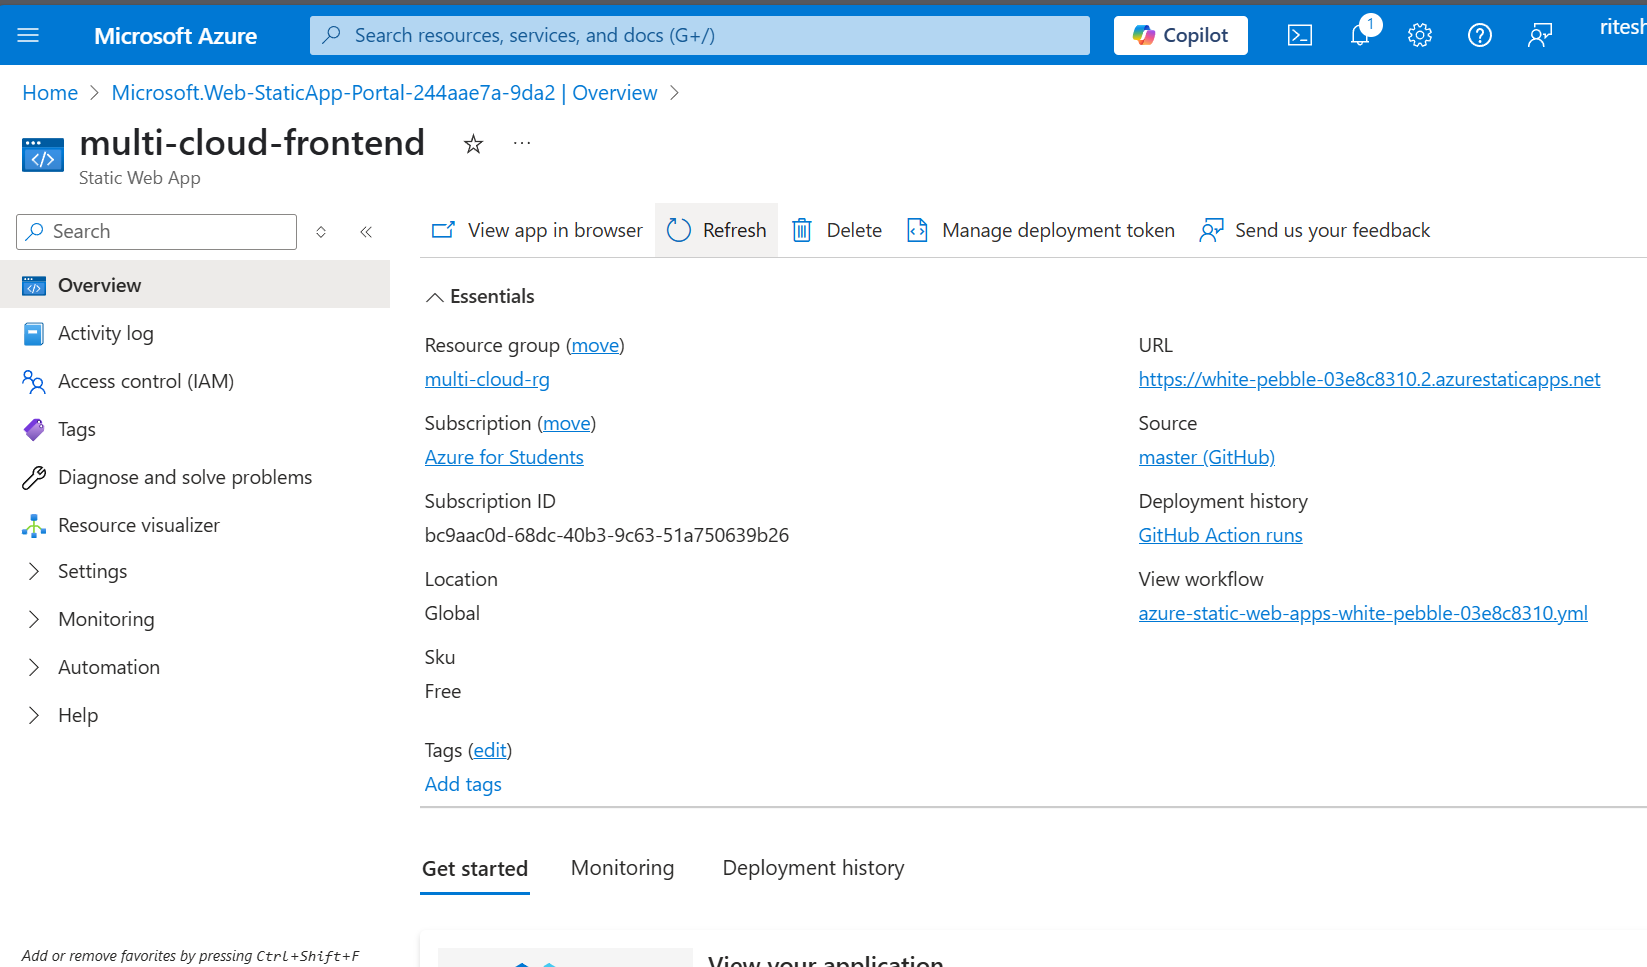 Microsoft Azure
Search resources, services, and docs (G+/)
Copilot
1
ritesh
Home > Microsoft.Web-StaticApp-Portal-244aae7a-9da2 | Overview >
multi-cloud-frontend
Static Web App
Search
Overview
Activity log
Access control (IAM)
Tags
Diagnose and solve problems
Resource visualizer
Settings
Monitoring
Automation
Help
Add or remove favorites by pressing Ctrl+Shift+F
View app in browser
Refresh
Delete
Manage deployment token
Send us your feedback
Essentials
Resource group (move)
multi-cloud-rg
Subscription (move)
Azure for Students
Subscription ID
bc9aac0d-68dc-40b3-9c63-51a750639b26
Location
Global
Sku
Free
Tags (edit)
Add tags
URL
https://white-pebble-03e8c8310.2.azurestaticapps.net
Source
master (GitHub)
Deployment history
GitHub Action runs
View workflow
azure-static-web-apps-white-pebble-03e8c8310.yml
Get started
Monitoring
Deployment history
View your application